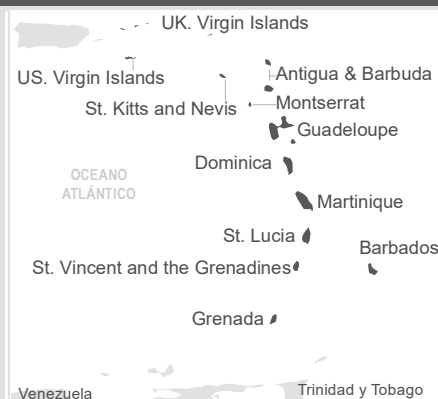 UK. Virgin Islands
US. Virgin Islands
Antigua & Barbuda
St. Kitts and Nevis
Montserrat
Guadeloupe
Dominica
OCEANO
ATLÁNTICO
Martinique
St. Lucia
Barbados
St. Vincent and the Grenadines
Grenada
Venezuela
Trinidad y Tobago